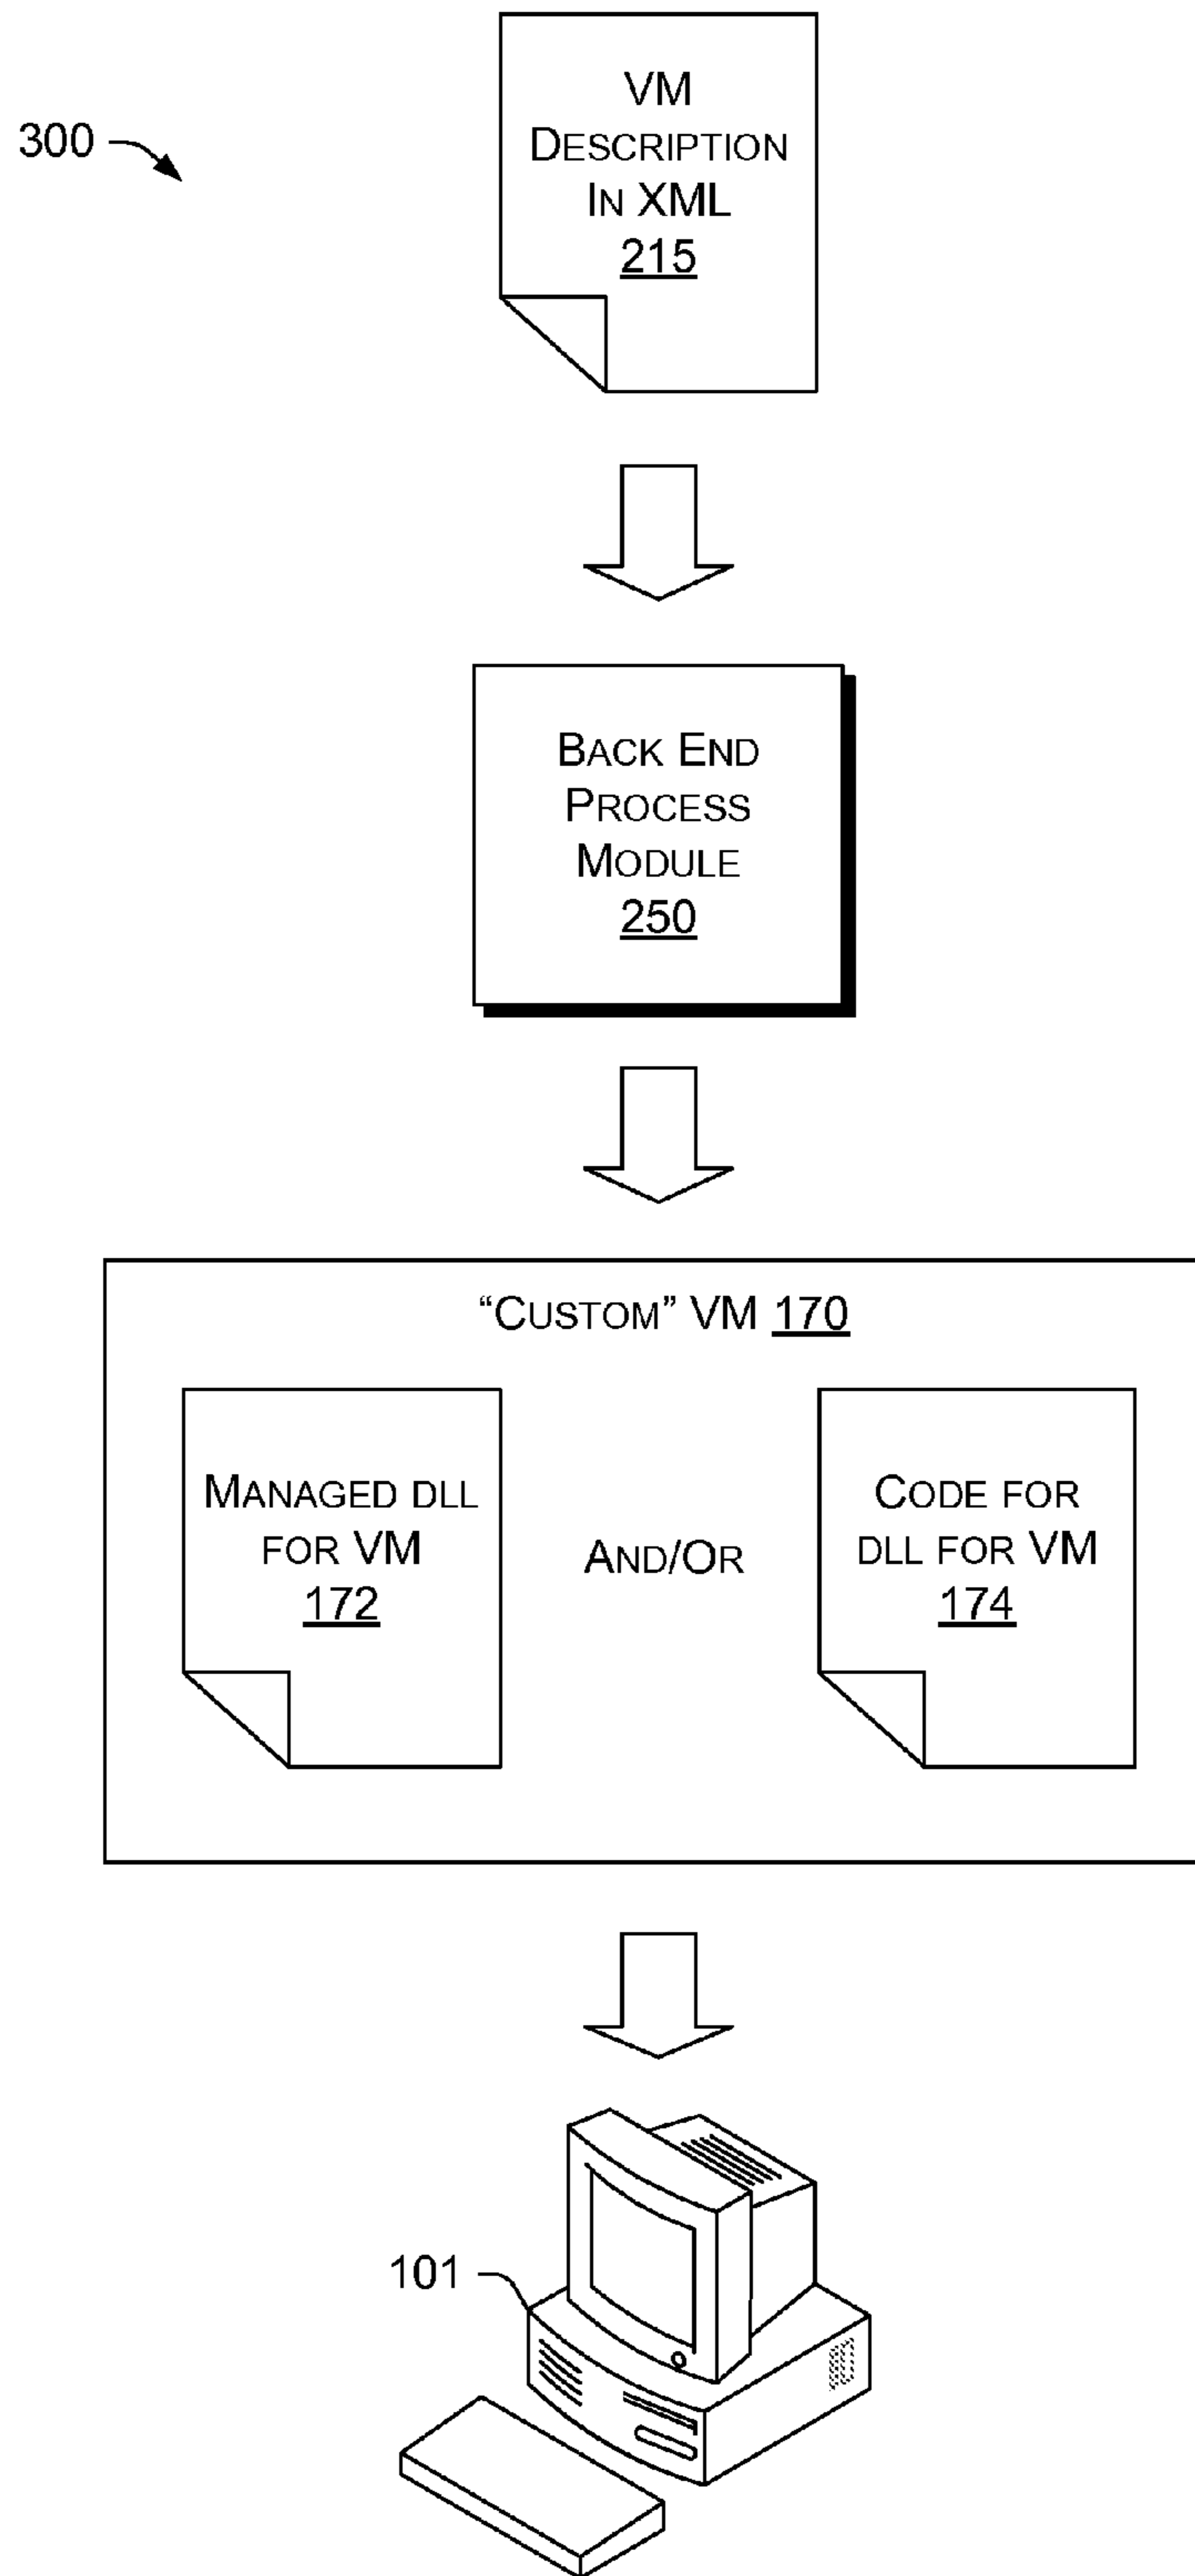 300
VM
DESCRIPTION
IN XML
215
BACK END
PROCESS
MODULE
250
“CUSTOM” VM 170
MANAGED DLL
FOR VM
172
AND/OR
CODE FOR
DLL FOR VM
174
101